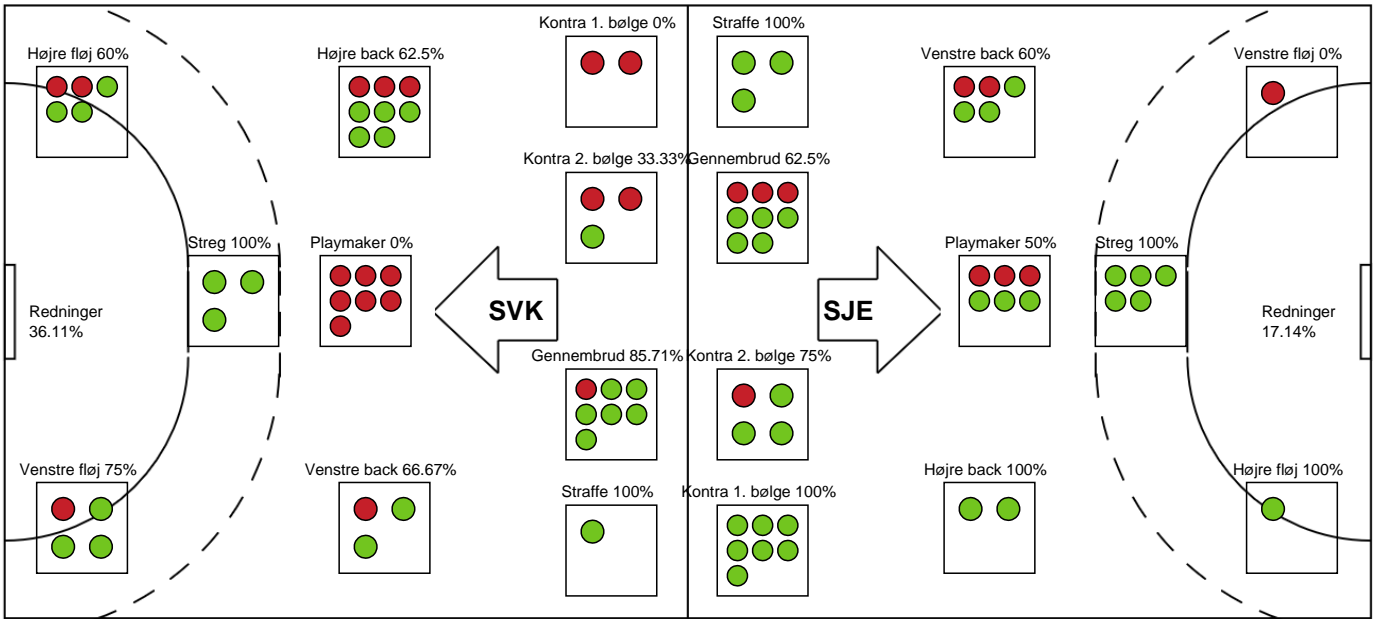 Kontra 1. bølge 0%
Straffe 100%
Højre fløj 60%
Højre back 62.5%
Venstre back 60%
Venstre fløj 0%
Kontra 2. bølge 33.33%
Gennembrud 62.5%
Streg 100%
Playmaker 0%
Playmaker 50%
Streg 100%
SVK
SJE
Redninger
36.11%
Redninger
17.14%
Gennembrud 85.71%
Kontra 2. bølge 75%
Venstre fløj 75%
Venstre back 66.67%
Højre back 100%
Højre fløj 100%
Straffe 100%
Kontra 1. bølge 100%